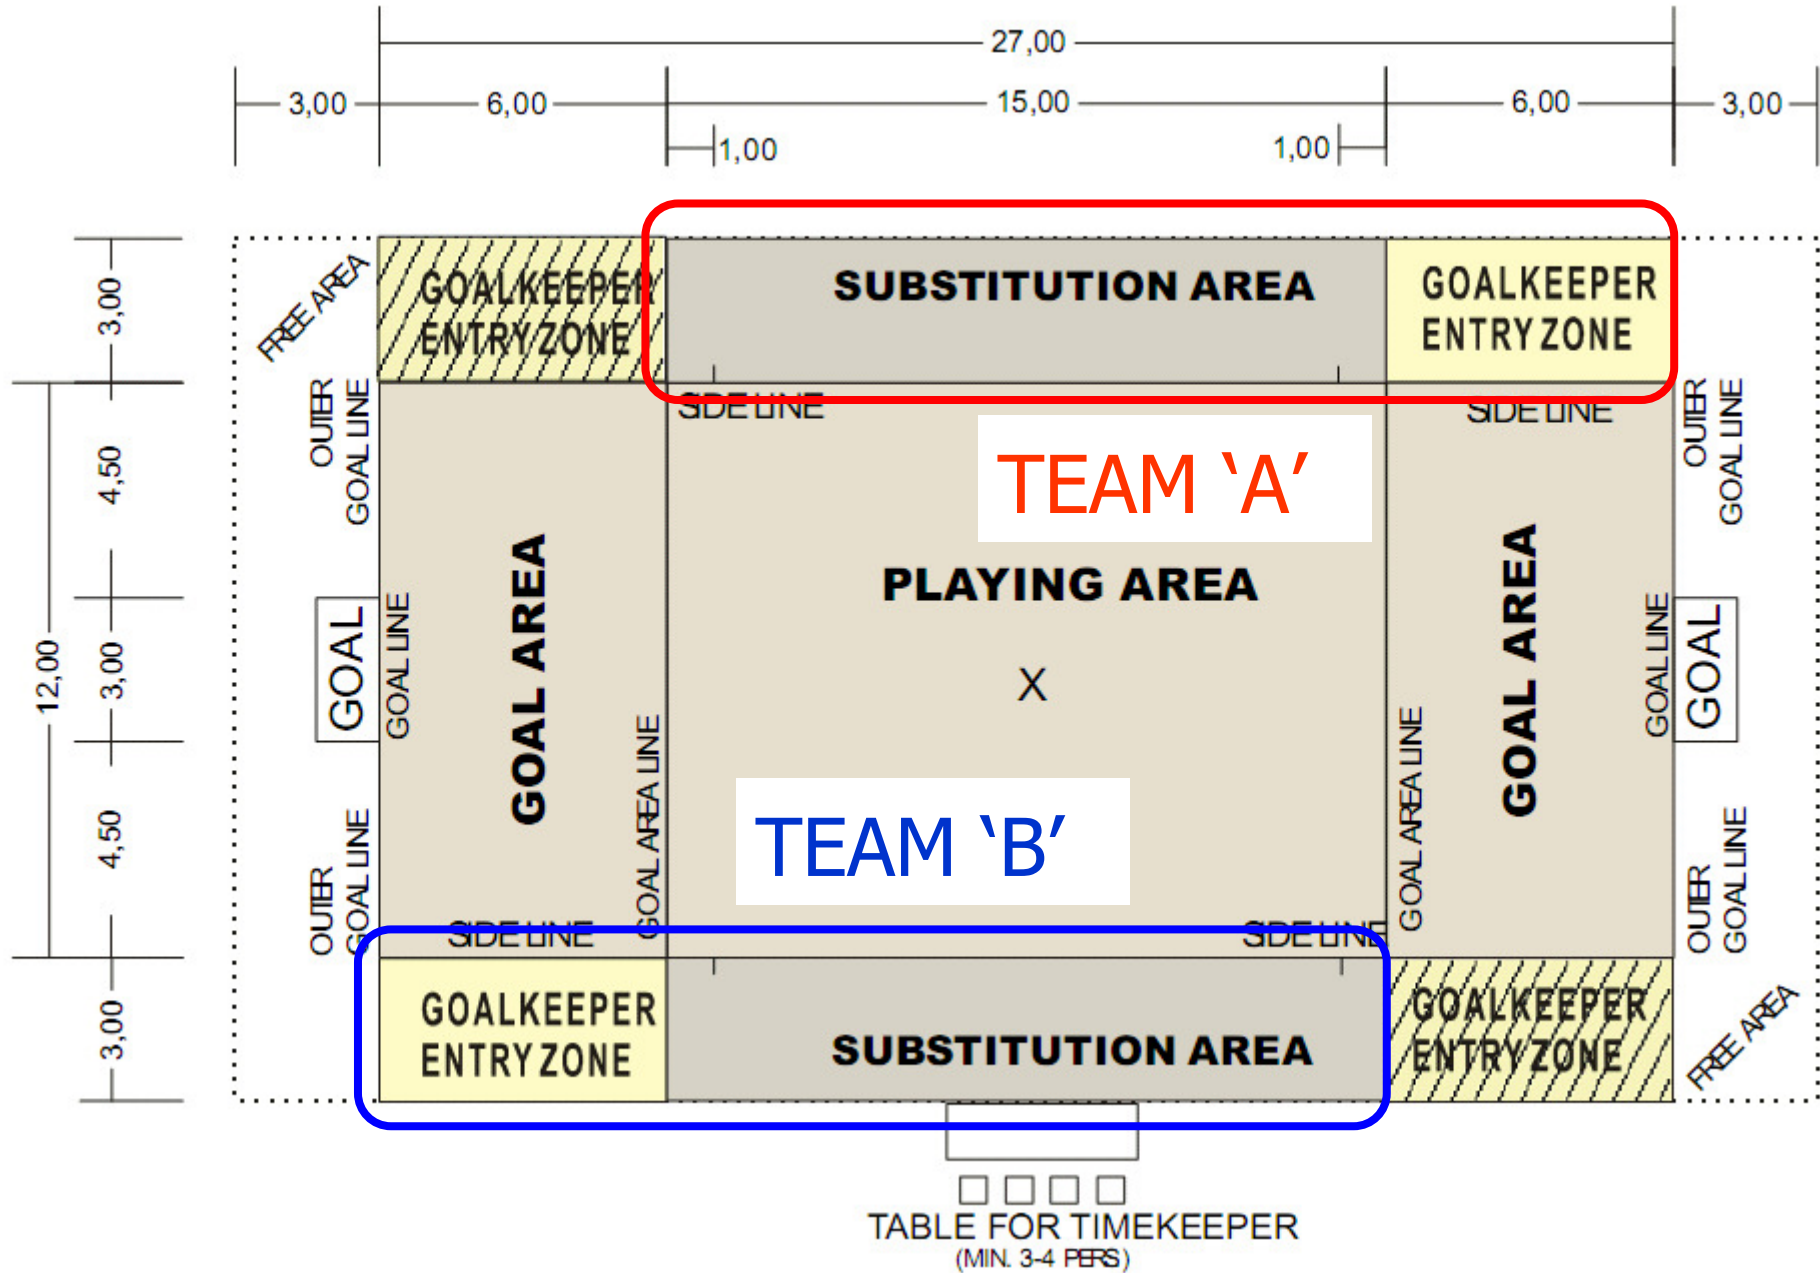 27,00
3,00
6,00
15,00
6,00
3,00
1,00
1,00
3,00
FREE AREA
GOALKEEPER
ENTRY ZONE
SUBSTITUTION AREA
GOALKEEPER
ENTRY ZONE
SIDE LINE
SIDE LINE
OUTER
GOAL LINE
OUTER
GOAL LINE
4,50
TEAM ‘A’
GOAL AREA
PLAYING AREA
GOAL AREA
12,00
3,00
GOAL
GOAL LINE
X
GOAL LINE
GOAL
GOAL AREA LINE
GOAL AREA LINE
4,50
TEAM ‘B’
OUTER
GOAL LINE
OUTER
GOAL LINE
SIDE LINE
SIDE LINE
3,00
GOALKEEPER
ENTRY ZONE
SUBSTITUTION AREA
GOALKEEPER
ENTRY ZONE
FREE AREA
TABLE FOR TIMEKEEPER
(MIN. 3-4 PERS)